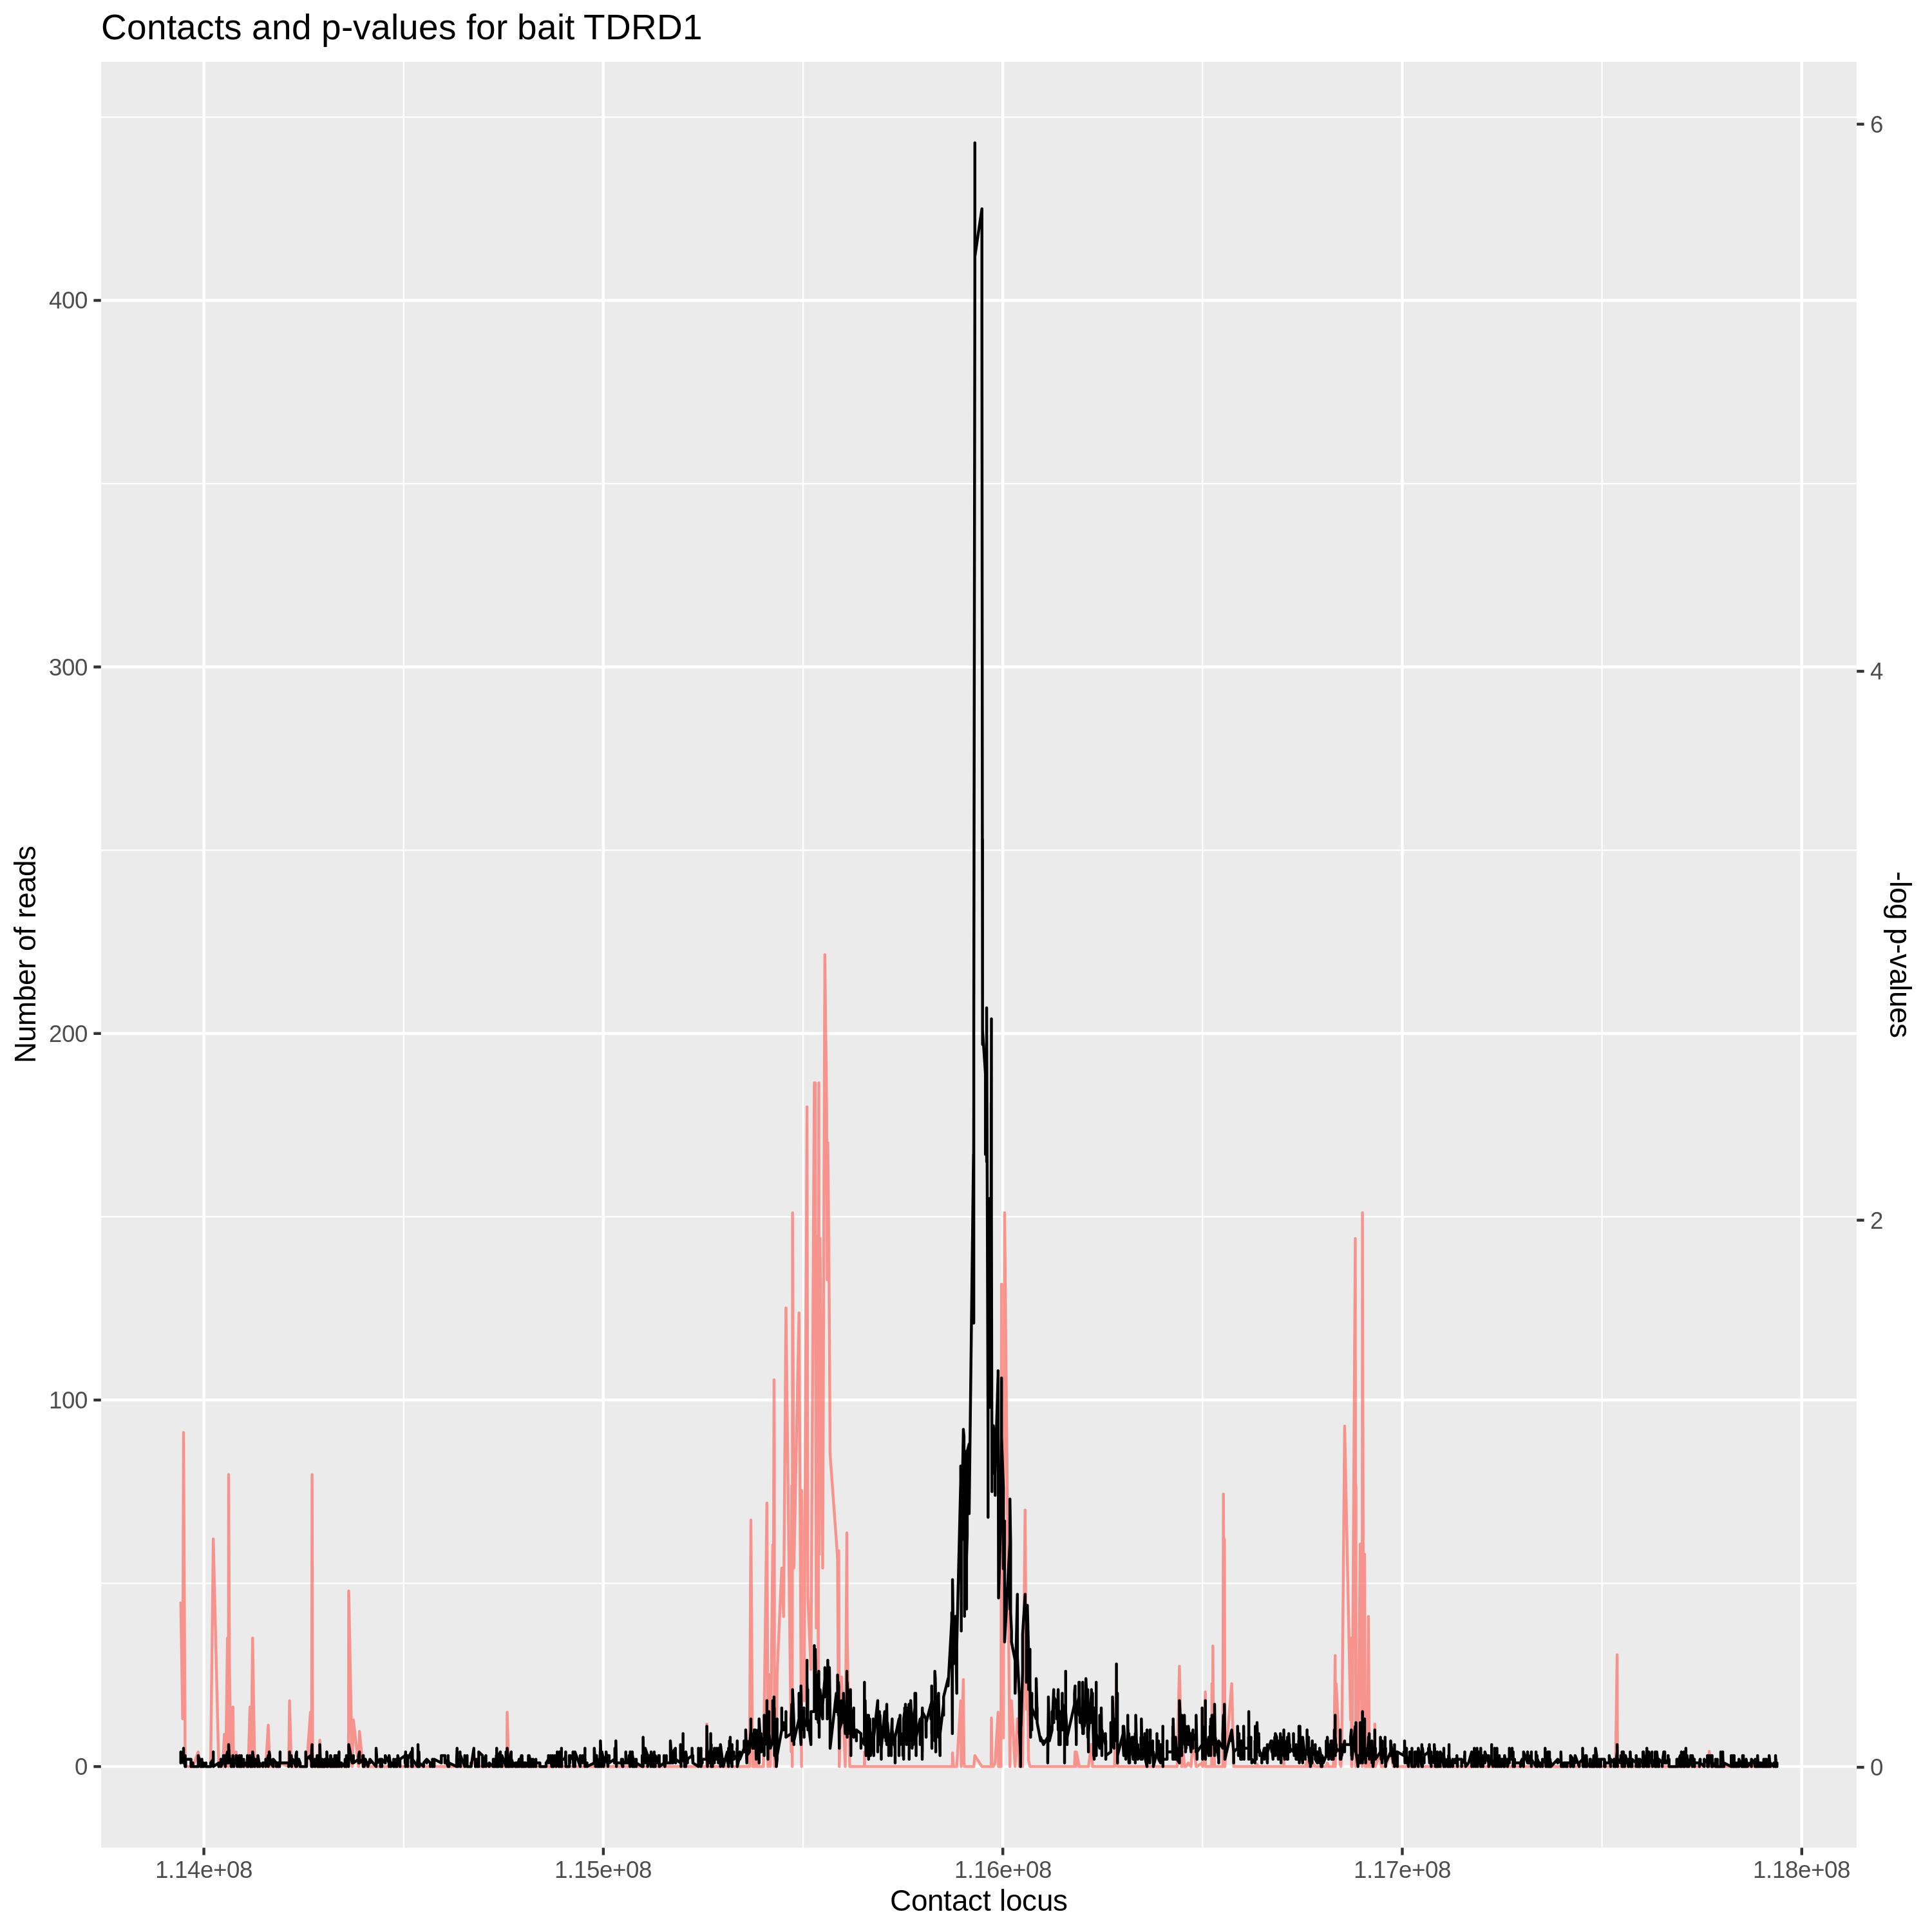 Contacts and p-values for bait TDRD1
Number of reads
400
300
200
100
0
6
4
2
0
-log p-values
1.14e+08
1.15e+08
1.16e+08
1.17e+08
1.18e+08
Contact locus